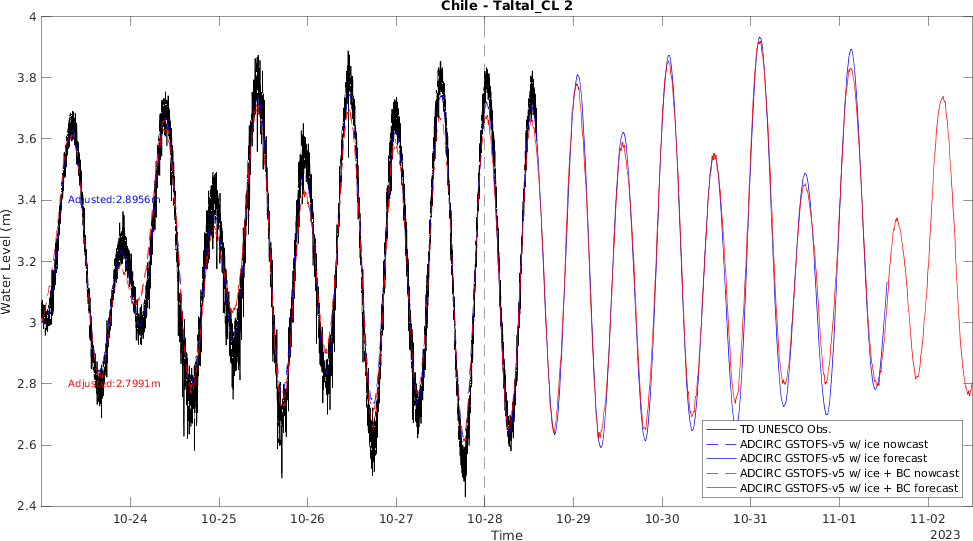 Chile - Taltal_CL 2
4
3.8
3.6
3.4
3.2
3
2.8
2.6
2.4
Water Level (m)
Adjusted:2.8956m
Adjusted:2.7991m
TD UNESCO Obs.
ADCIRC GSTOFS-v5 w/ ice nowcast
ADCIRC GSTOFS-v5 w/ ice forecast
ADCIRC GSTOFS-v5 w/ ice + BC nowcast
ADCIRC GSTOFS-v5 w/ ice + BC forecast
10-24 10-25 10-26 10-27 10-28 10-29 10-30 10-31 11-01 11-02
Time
2023